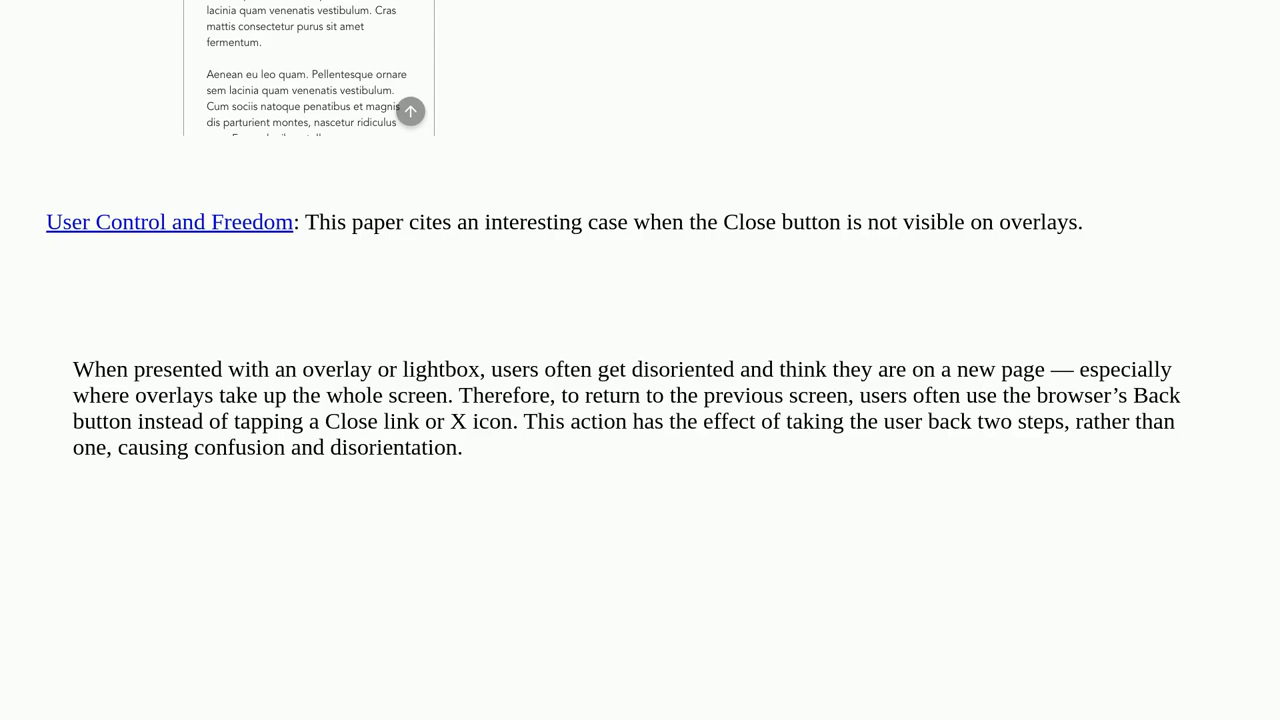 lacinia quam venenatis vestibulum. Cras
mattis consectetur purus sit amet
fermentum.
Aenean eu leo quam. Pellentesque ornare
sem lacinia quam venenatis vestibulum.
Cum sociis natoque penatibus et magnis
dis parturient montes, nascetur ridiculus
User Control and Freedom: This paper cites an interesting case when the Close button is not visible on overlays.
When presented with an overlay or lightbox, users often get disoriented and think they are on a new page — especially
where overlays take up the whole screen. Therefore, to return to the previous screen, users often use the browser’s Back
button instead of tapping a Close link or X icon. This action has the effect of taking the user back two steps, rather than
one, causing confusion and disorientation.